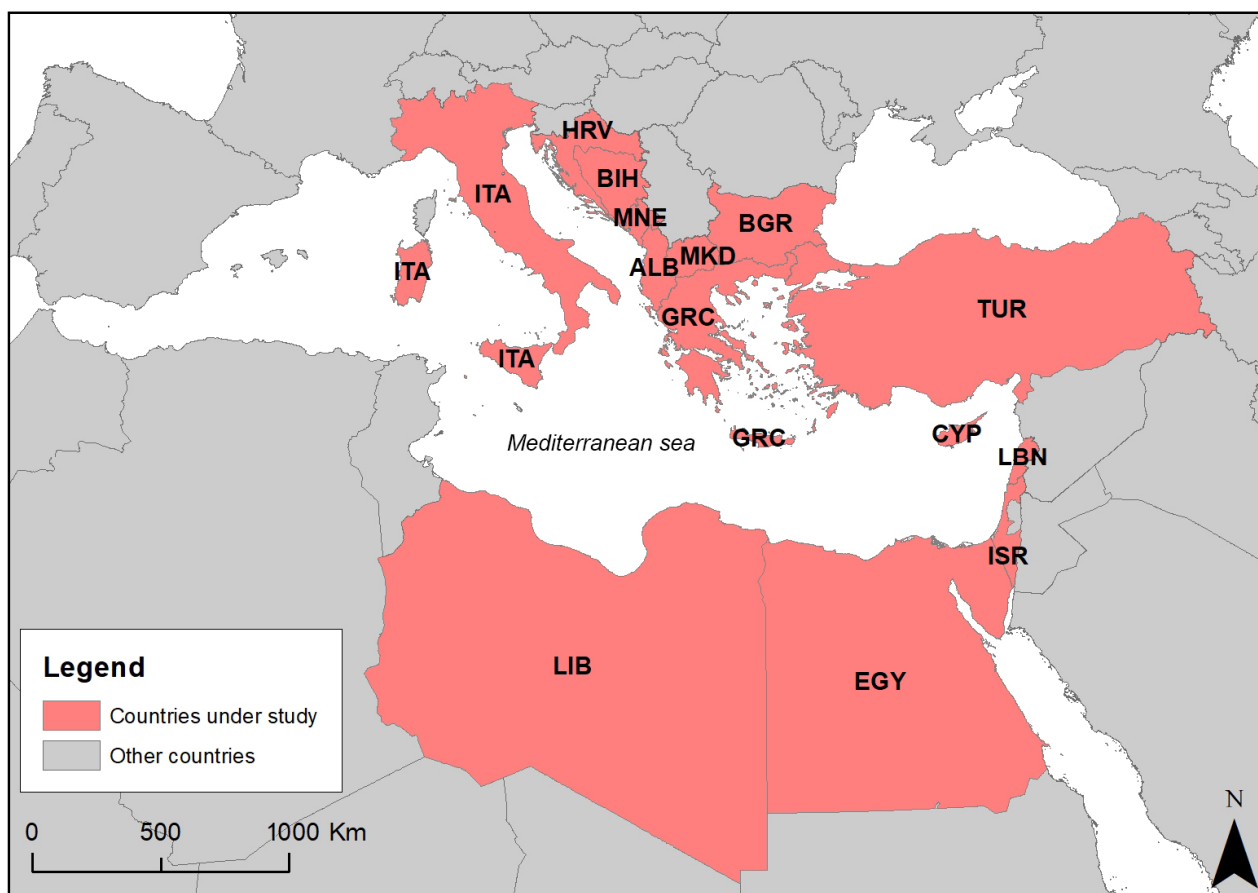 HRV
BIH
ITA
MNE
BGR
MKD
ALB
ITA
GRC
TUR
ITA
GRC
CYP
Mediterranean sea
LBN
ISR
LIB
EGY
Legend
Countries under study
Other countries
0 500 1000 Km
N